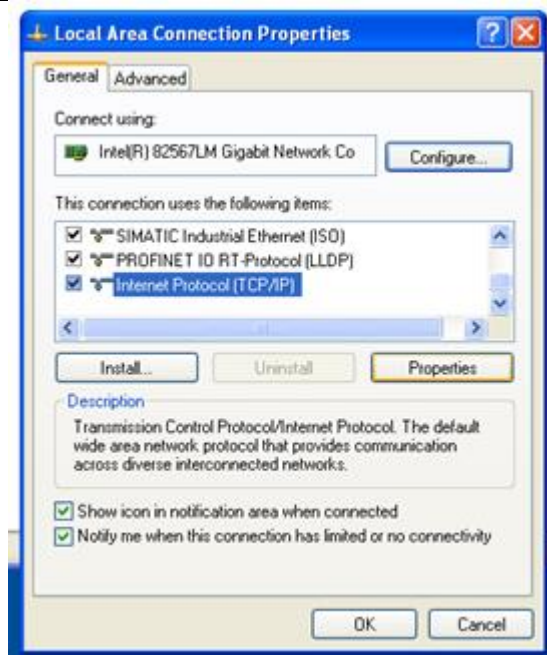 Local Area Connection Properties
General Advanced
Connect using:
Intel(R) 82567LM Gigabit Network Co
Configure...
This connection uses the following items:
SIMATIC Industrial Ethernet (ISO)
PROFINET IO RT-Protocol (LLDP)
Internet Protocol (TCP/IP)
Install... Uninstall Properties
Description
Transmission Control Protocol/Internet Protocol. The default
wide area network protocol that provides communication
across diverse interconnected networks.
Show icon in notification area when connected
Notify me when this connection has limited or no connectivity
OK Cancel